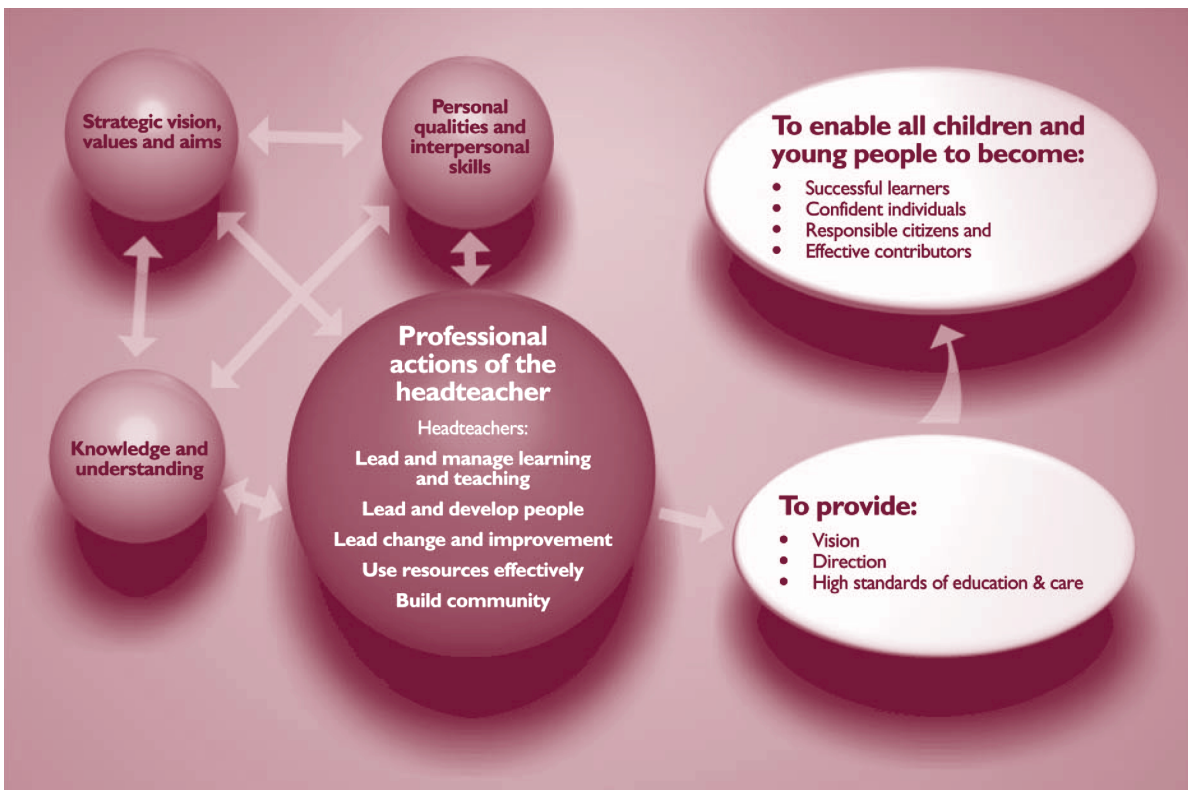 Strategic vision,
values and aims
Personal
qualities and
interpersonal
skills
Knowledge and
understanding
Professional
actions of the
headteacher
Headteachers:
Lead and manage learning
and teaching
Lead and develop people
Lead change and improvement
Use resources effectively
Build community
To enable all children and
young people to become:
• Successful learners
• Confident individuals
• Responsible citizens and
• Effective contributors
To provide:
• Vision
• Direction
• High standards of education & care